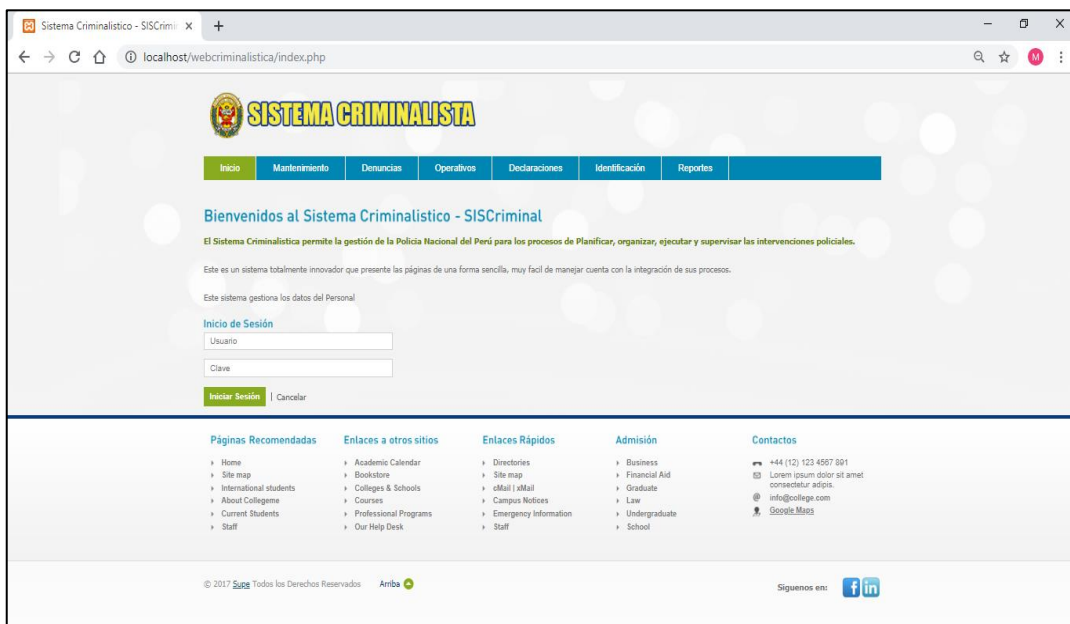 Sistema Criminalistico - SISCrimi
localhost/webcriminalistica/index.php
M
SISTEMA CRIMINALISTA
Inicio Mantenimiento Denuncias Operativos Declaraciones Identificación Reportes
Bienvenidos al Sistema Criminalistico - SISCriminal
El Sistema Criminalistica permite la gestión de la Policia Nacional del Perú para los procesos de Planificar, organizar, ejecutar y supervisar las intervenciones policiales.
Este es un sistema totalmente innovador que presente las páginas de una forma sencilla, muy facil de manejar cuenta con la integración de sus procesos.
Este sistema gestiona los datos del Personal
Inicio de Sesión
Usuario
Clave
Iniciar Sesión | Cancelar
Páginas Recomendadas
Home
Site map
International students
About Collegeme
Current Students
Staff
Enlaces a otros sitios
Academic Calendar
Bookstore
Colleges & Schools
Courses
Professional Programs
Our Help Desk
Enlaces Rápidos
Directories
Site map
cMail | xMail
Campus Notices
Emergency Information
Staff
Admisión
Business
Financial Aid
Graduate
Law
Undergraduate
School
Contactos
+44 (12) 123 4567 891
Lorem ipsum dolor sit amet
consectetur adipis.
info@college.com
Google Maps
© 2017 Supe Todos los Derechos Reservados Arriba
Siguenos en: f in